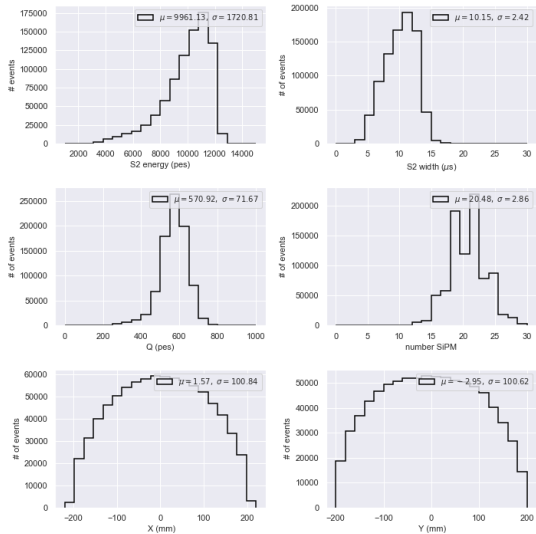 μ = 9961.13, σ = 1720.81
175000
150000
125000
100000
75000
50000
25000
0
# of events
2000 4000 6000 8000 10000 12000 14000
S2 energy (pes)
μ = 10.15, σ = 2.42
200000
150000
100000
50000
0
# of events
0 5 10 15 20 25 30
S2 width (μs)
μ = 570.92, σ = 71.67
250000
200000
150000
100000
50000
0
# of events
0 200 400 600 800 1000
Q (pes)
μ = 20.48, σ = 2.86
200000
150000
100000
50000
0
# of events
0 5 10 15 20 25 30
number SiPM
μ = 1.57, σ = 100.84
60000
50000
40000
30000
20000
10000
0
# of events
−200 −100 0 100 200
X (mm)
μ = −2.95, σ = 100.62
50000
40000
30000
20000
10000
0
# of events
−200 −100 0 100 200
Y (mm)